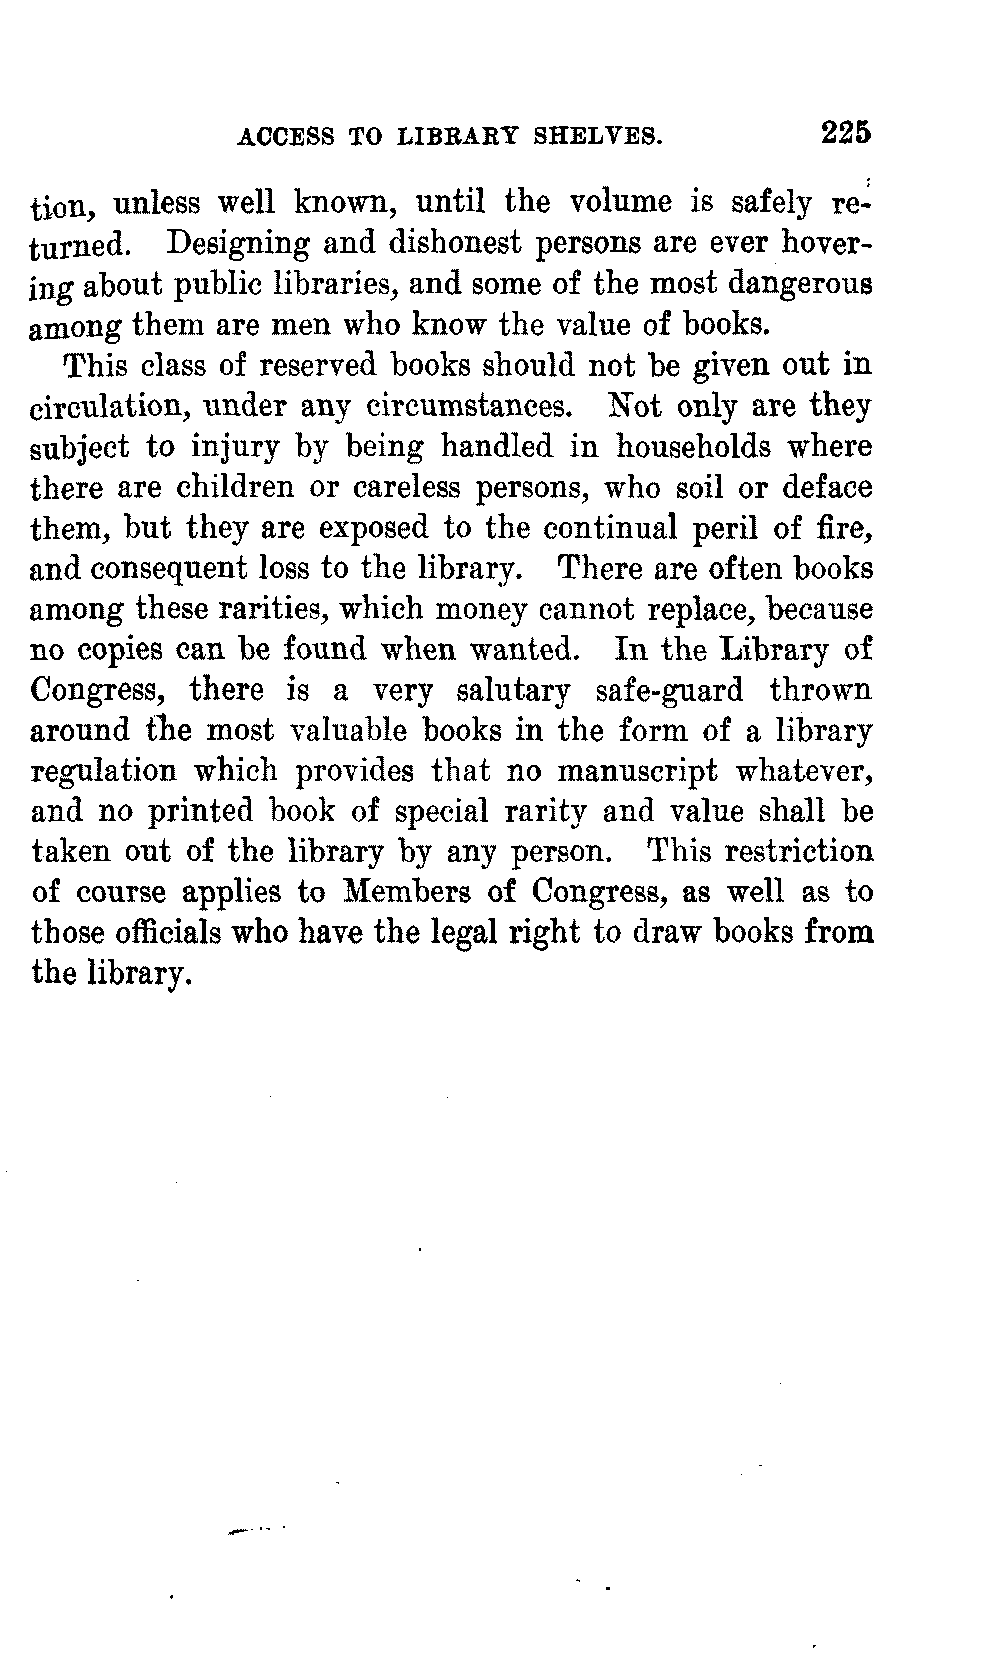 ACCESS TO LIBRARY SHELVES. 225
tion, unless well known, until the volume is safely re-
turned. Designing and dishonest persons are ever hover-
ing about public libraries, and some of the most dangerous
among them are men who know the value of books.
This class of reserved books should not be given out in
circulation, under any circumstances. Not only are they
subject to injury by being handled in households where
there are children or careless persons, who soil or deface
them, but they are exposed to the continual peril of fire,
and consequent loss to the library. There are often books
among these rarities, which money cannot replace, because
no copies can be found when wanted. In the Library of
Congress, there is a very salutary safe-guard thrown
around the most valuable books in the form of a library
regulation which provides that no manuscript whatever,
and no printed book of special rarity and value shall be
taken out of the library by any person. This restriction
of course applies to Members of Congress, as well as to
those officials who have the legal right to draw books from
the library.